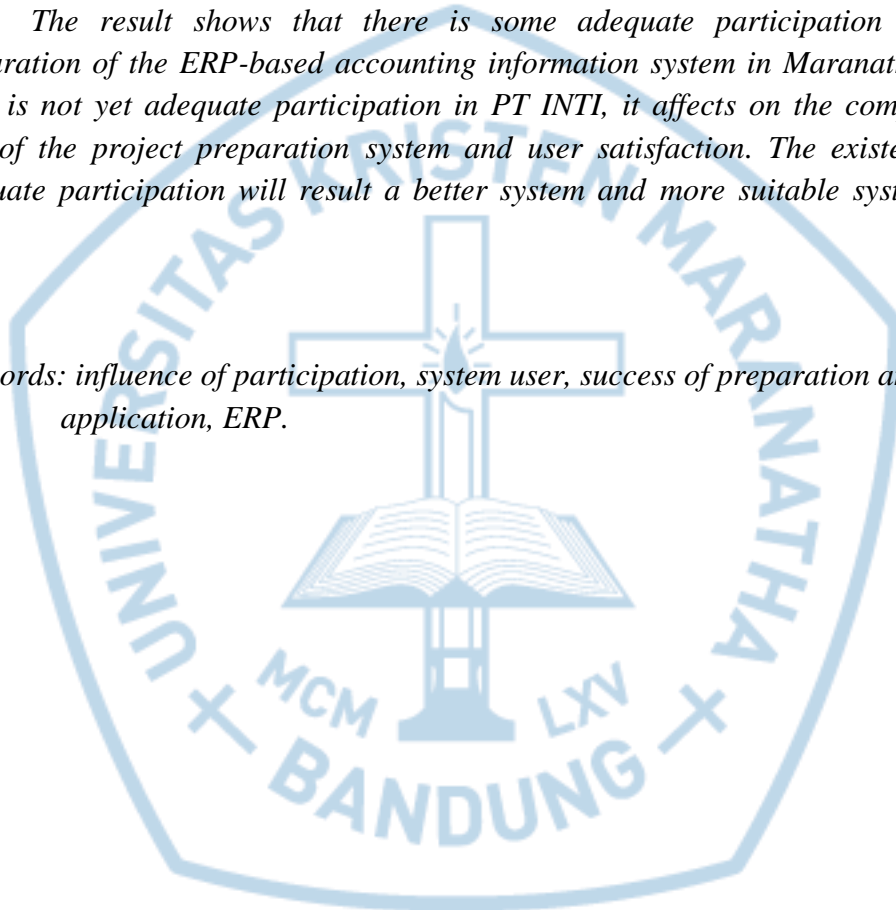 The result shows that there is some adequate participation
aration of the ERP-based accounting information system in Maranat
is not yet adequate participation in PT INTI, it affects on the com
of the project preparation system and user satisfaction. The existe
uate participation will result a better system and more suitable syst
ords: influence of participation, system user, success of preparation a
application, ERP.
UNIVERSITAS KRISTEN MARANATHA
MCM LXV
BANDUNG